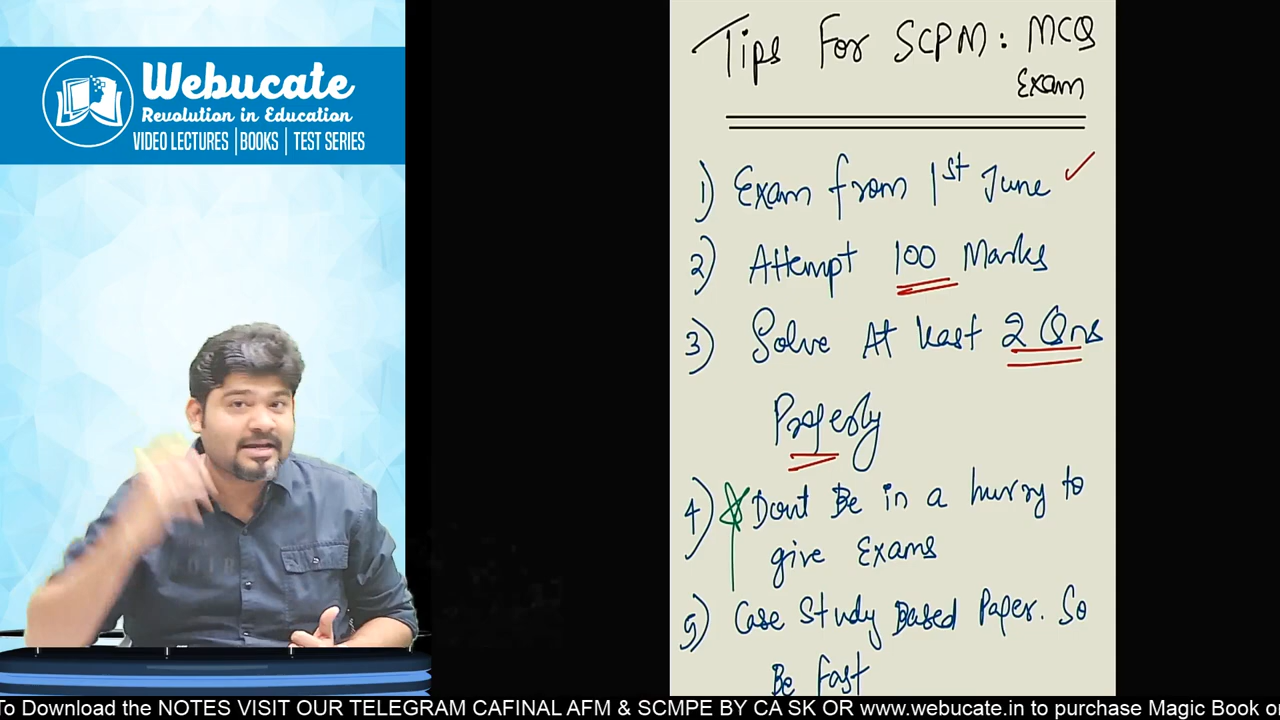 Webucate
Revolution in Education
VIDEO LECTURES | BOOKS | TEST SERIES
Tips For SCPM: MCQ
Exam
1) Exam from 1st June
2) Attempt 100 Marks
3) Solve At least 2 Qns
Properly
4) Dont Be in a hurry to
give Exams
5) Case Study Based Paper. So
Be fast
To Download the NOTES VISIT OUR TELEGRAM CAFINAL AFM & SCMPE BY CA SK OR www.webucate.in to purchase Magic Book o